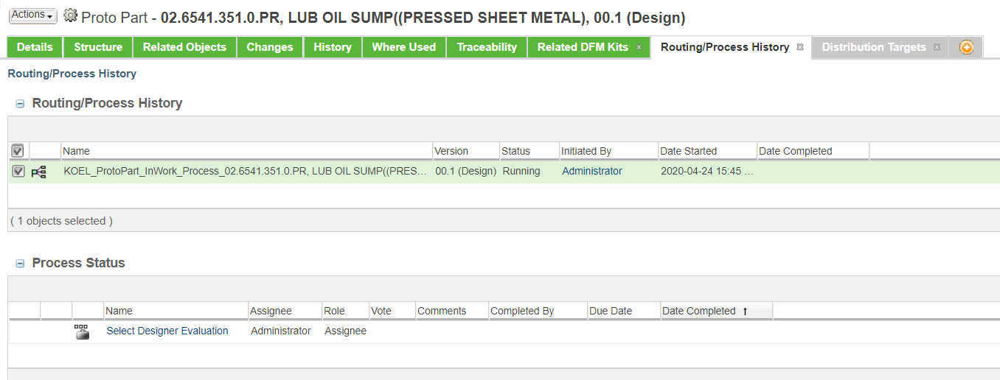 Actions Proto Part - 02.6541.351.0.PR, LUB OIL SUMP((PRESSED SHEET METAL), 00.1 (Design)
Details Structure Related Objects Changes History Where Used Traceability Related DFM Kits Routing/Process History Distribution Targets
Routing/Process History
Routing/Process History
Name Version Status Initiated By Date Started Date Completed
KOEL_ProtoPart_InWork_Process_02.6541.351.0.PR, LUB OIL SUMP((PRES... 00.1 (Design) Running Administrator 2020-04-24 15:45 ...
( 1 objects selected )
Process Status
Name Assignee Role Vote Comments Completed By Due Date Date Completed ↑
Select Designer Evaluation Administrator Assignee